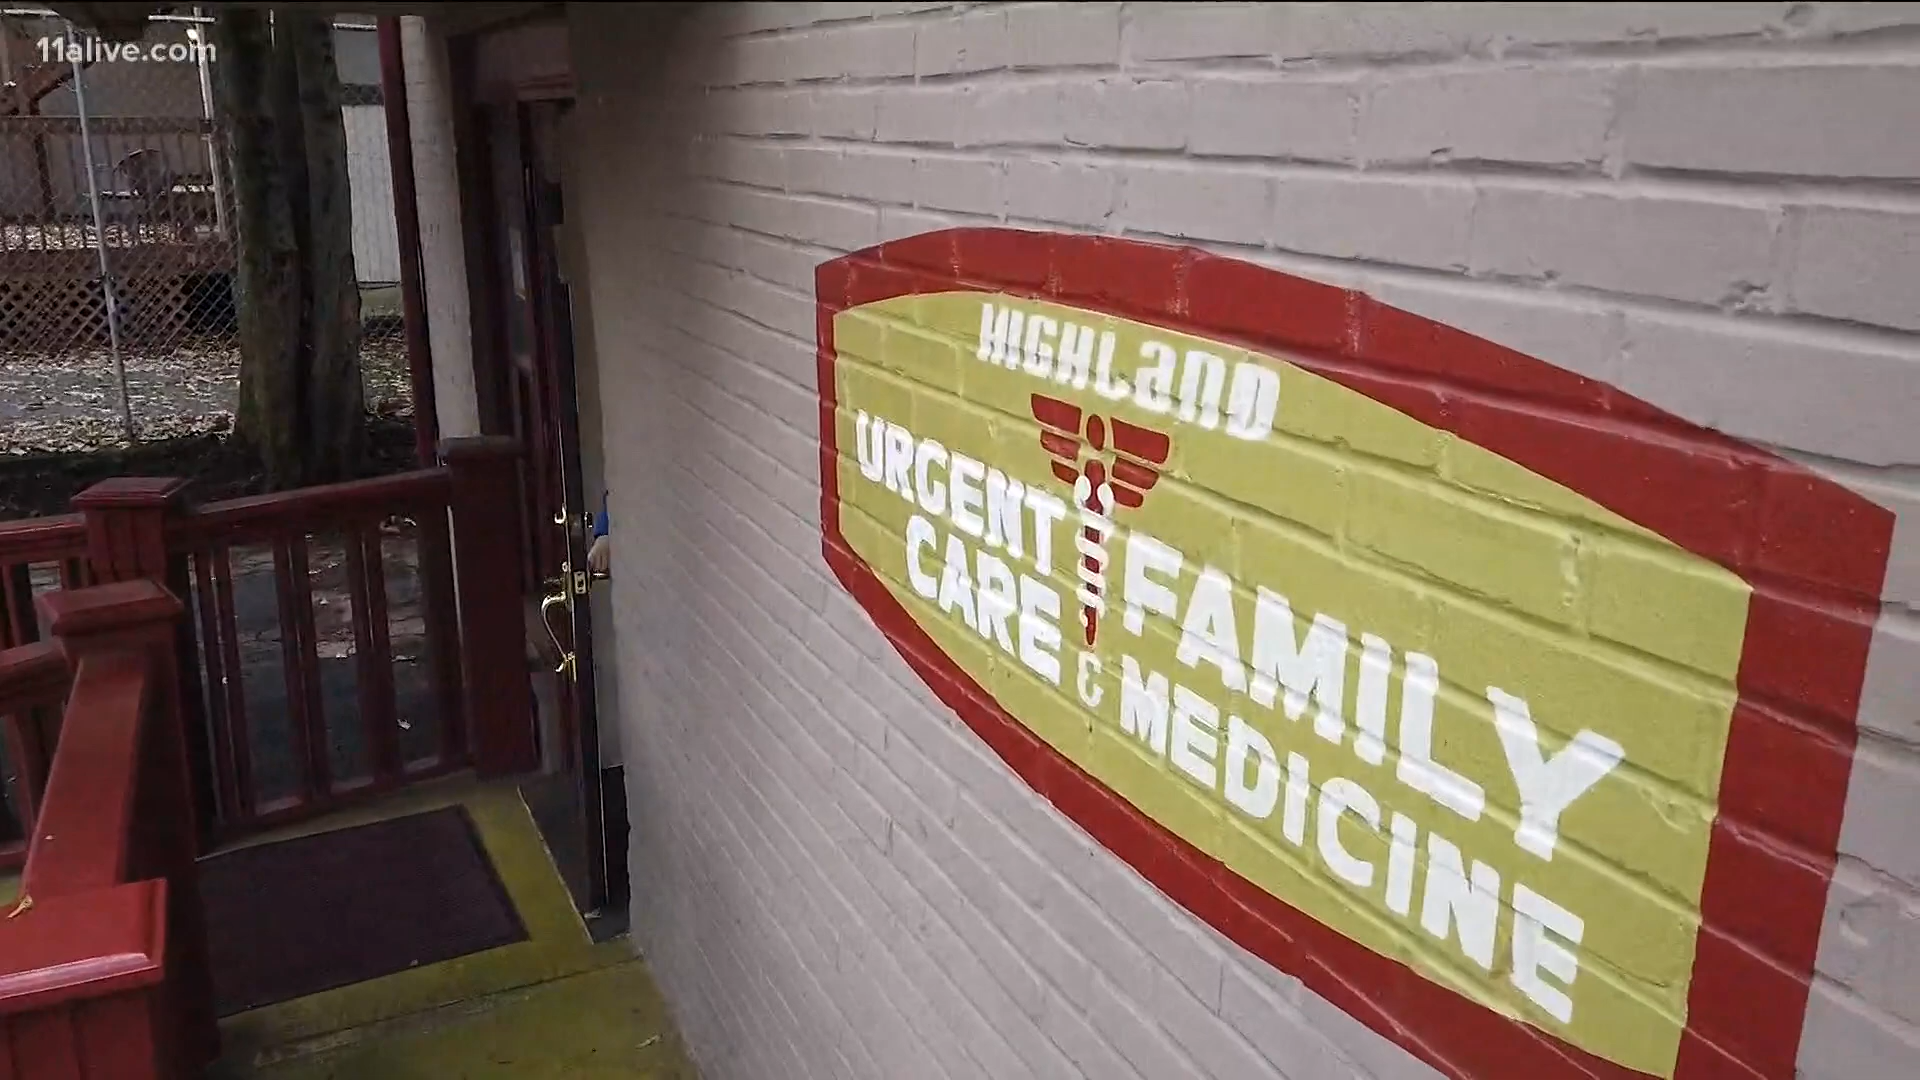 11alive.com
HIGHLAND
URGENT
CARE
&
FAMILY
MEDICINE